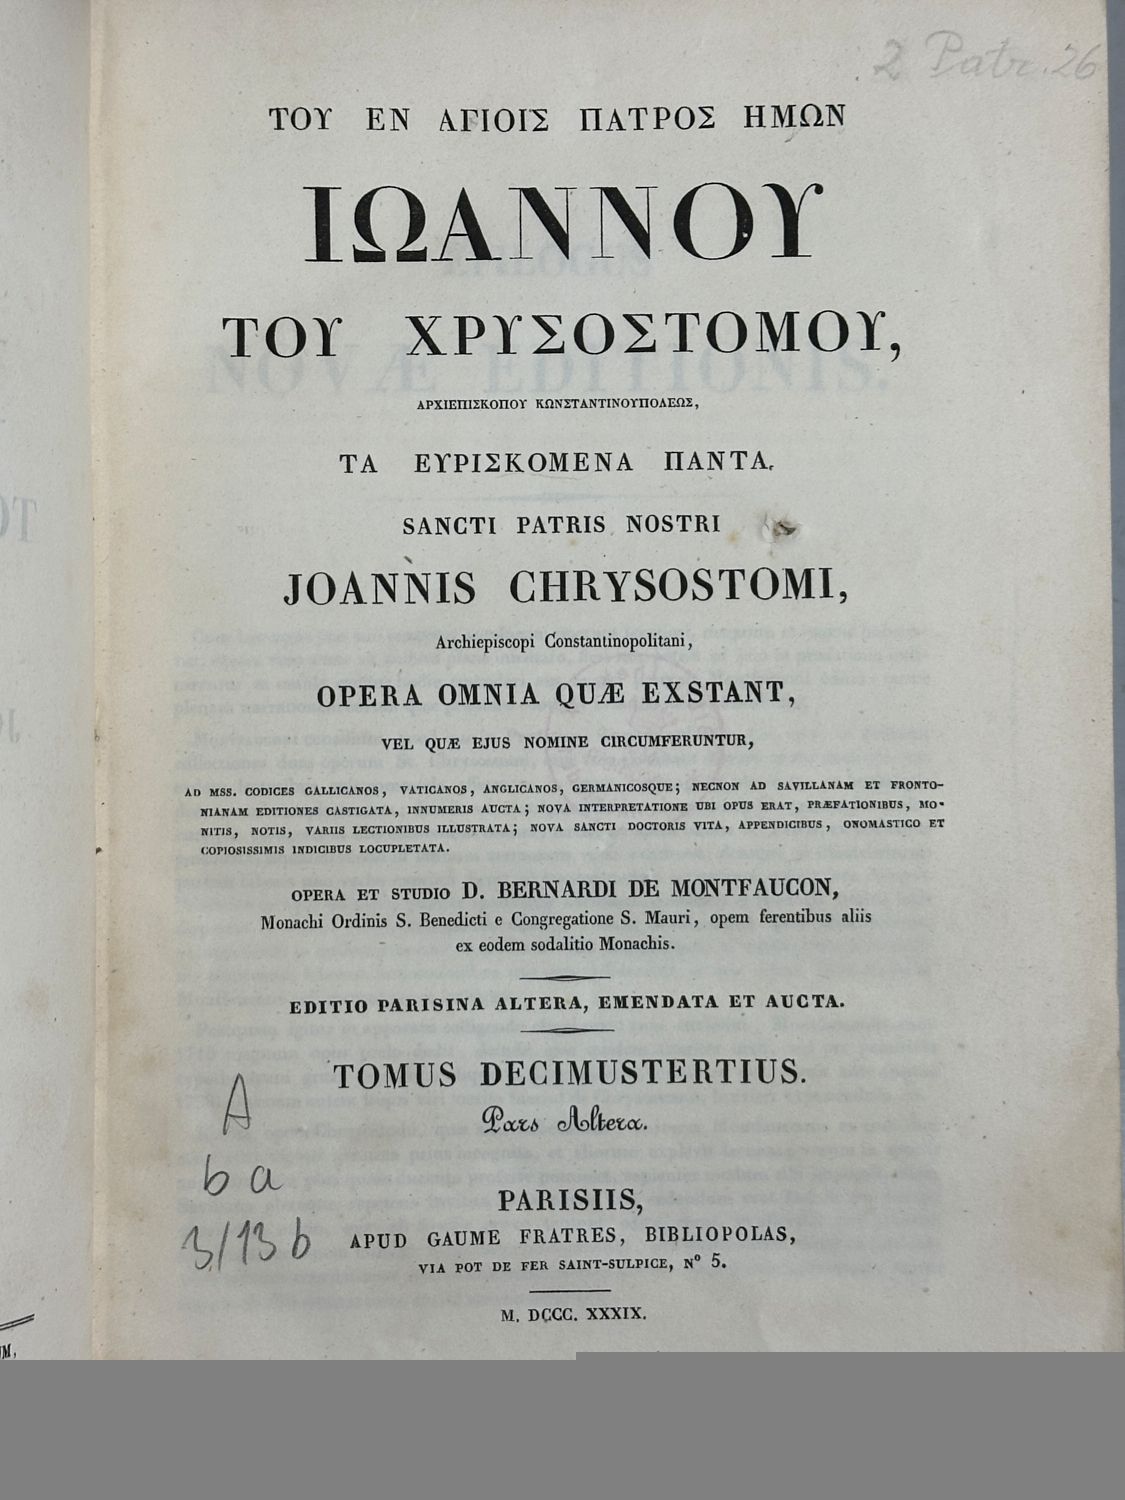 2 Patr. 26
ΤΟΥ ΕΝ ΑΓΙΟΙΣ ΠΑΤΡΟΣ ΗΜΩΝ
ΙΩΑΝΝΟΥ
ΤΟΥ ΧΡΥΣΟΣΤΟΜΟΥ,
ΑΡΧΙΕΠΙΣΚΟΠΟΥ ΚΩΝΣΤΑΝΤΙΝΟΥΠΟΛΕΩΣ,
ΤΑ ΕΥΡΙΣΚΟΜΕΝΑ ΠΑΝΤΑ.
SANCTI PATRIS NOSTRI
JOANNIS CHRYSOSTOMI,
Archiepiscopi Constantinopolitani,
OPERA OMNIA QUÆ EXSTANT,
VEL QUÆ EJUS NOMINE CIRCUMFERUNTUR,
AD MSS. CODICES GALLICANOS, VATICANOS, ANGLICANOS, GERMANICOSQUE; NECNON AD SAVILLANAM ET FRONTO-
NIANAM EDITIONES CASTIGATA, INNUMERIS AUCTA; NOVA INTERPRETATIONE UBI OPUS ERAT, PRÆFATIONIBUS, MO-
NITIS, NOTIS, VARIIS LECTIONIBUS ILLUSTRATA; NOVA SANCTI DOCTORIS VITA, APPENDICIBUS, ONOMASTICO ET
COPIOSISSIMIS INDICIBUS LOCUPLETATA.
OPERA ET STUDIO D. BERNARDI DE MONTFAUCON,
Monachi Ordinis S. Benedicti e Congregatione S. Mauri, opem ferentibus aliis
ex eodem sodalitio Monachis.
EDITIO PARISINA ALTERA, EMENDATA ET AUCTA.
TOMUS DECIMUSTERTIUS.
Pars Altera.
A
b a
3/13 b
PARISIIS,
APUD GAUME FRATRES, BIBLIOPOLAS,
VIA POT DE FER SAINT-SULPICE, Nº 5.
M. DCCC. XXXIX.